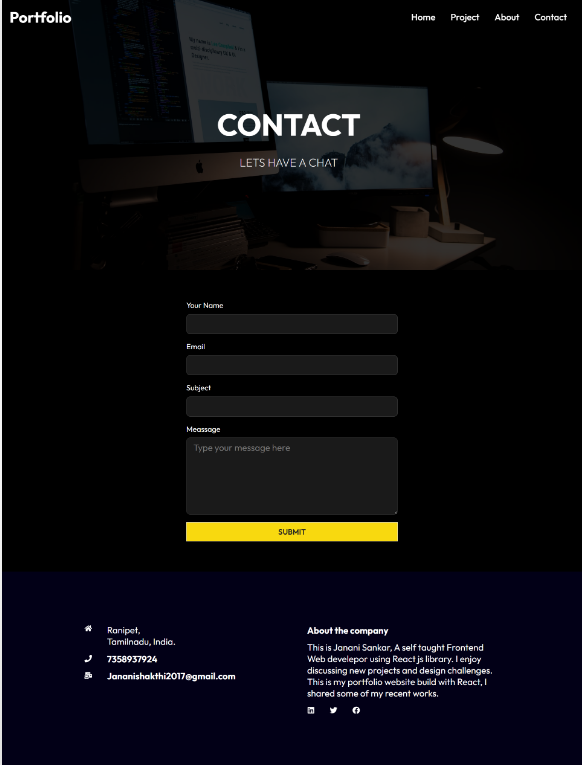 Portfolio
Home Project About Contact
CONTACT
LETS HAVE A CHAT
Your Name
Email
Subject
Meassage
Type your message here
SUBMIT
Ranipet,
Tamilnadu, India.
7358937924
Jananishakthi2017@gmail.com
About the company
This is Janani Sankar, A self taught Frontend
Web develepor using React js library. I enjoy
discussing new projects and design challenges.
This is my portfolio website build with React, I
shared some of my recent works.